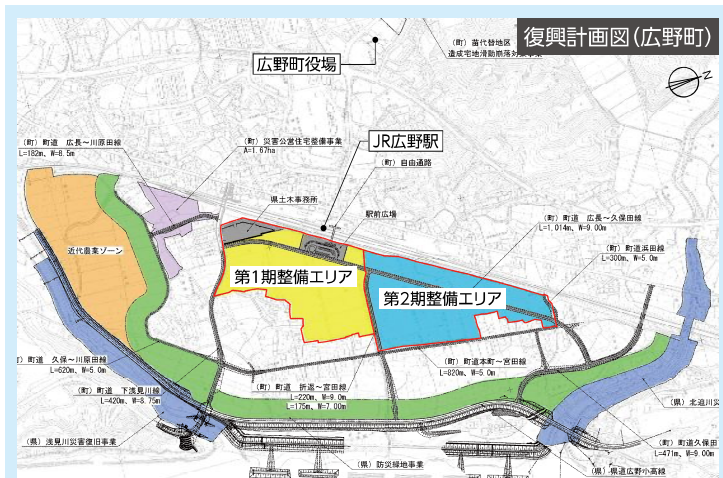 復興計画図(広野町)
(町) 苗代替地区
造成宅地滑動崩落対策事業
広野町役場
N
JR広野駅
(町) 自由通路
(町) 町道 広長～川原田線
L=182m、W=8.5m
(町) 災害公営住宅整備事業
A=1.67ha
県土木事務所
駅前広場
(町) 町道 広長～久保田線
L=1.014m、W=9.00m
(町) 町道浜田線
L=300m、W=5.0m
近代農業ゾーン
第1期整備エリア
第2期整備エリア
(町) 町道 久保～川原田線
L=620m、W=5.0m
(町) 町道本町～宮田線
L=820m、W=5.0m
(町) 町道 下浅見川線
L=420m、W=8.75m
(町) 町道 折返～宮田線
L=220m、W=9.0m
L=175m、W=7.00m
(県) 北迫川災
(県) 浅見川災害復旧事業
(町) 町道久保田
L=471m、W=9.00m
(県) 防災緑地事業
(県) 県道広野小高線